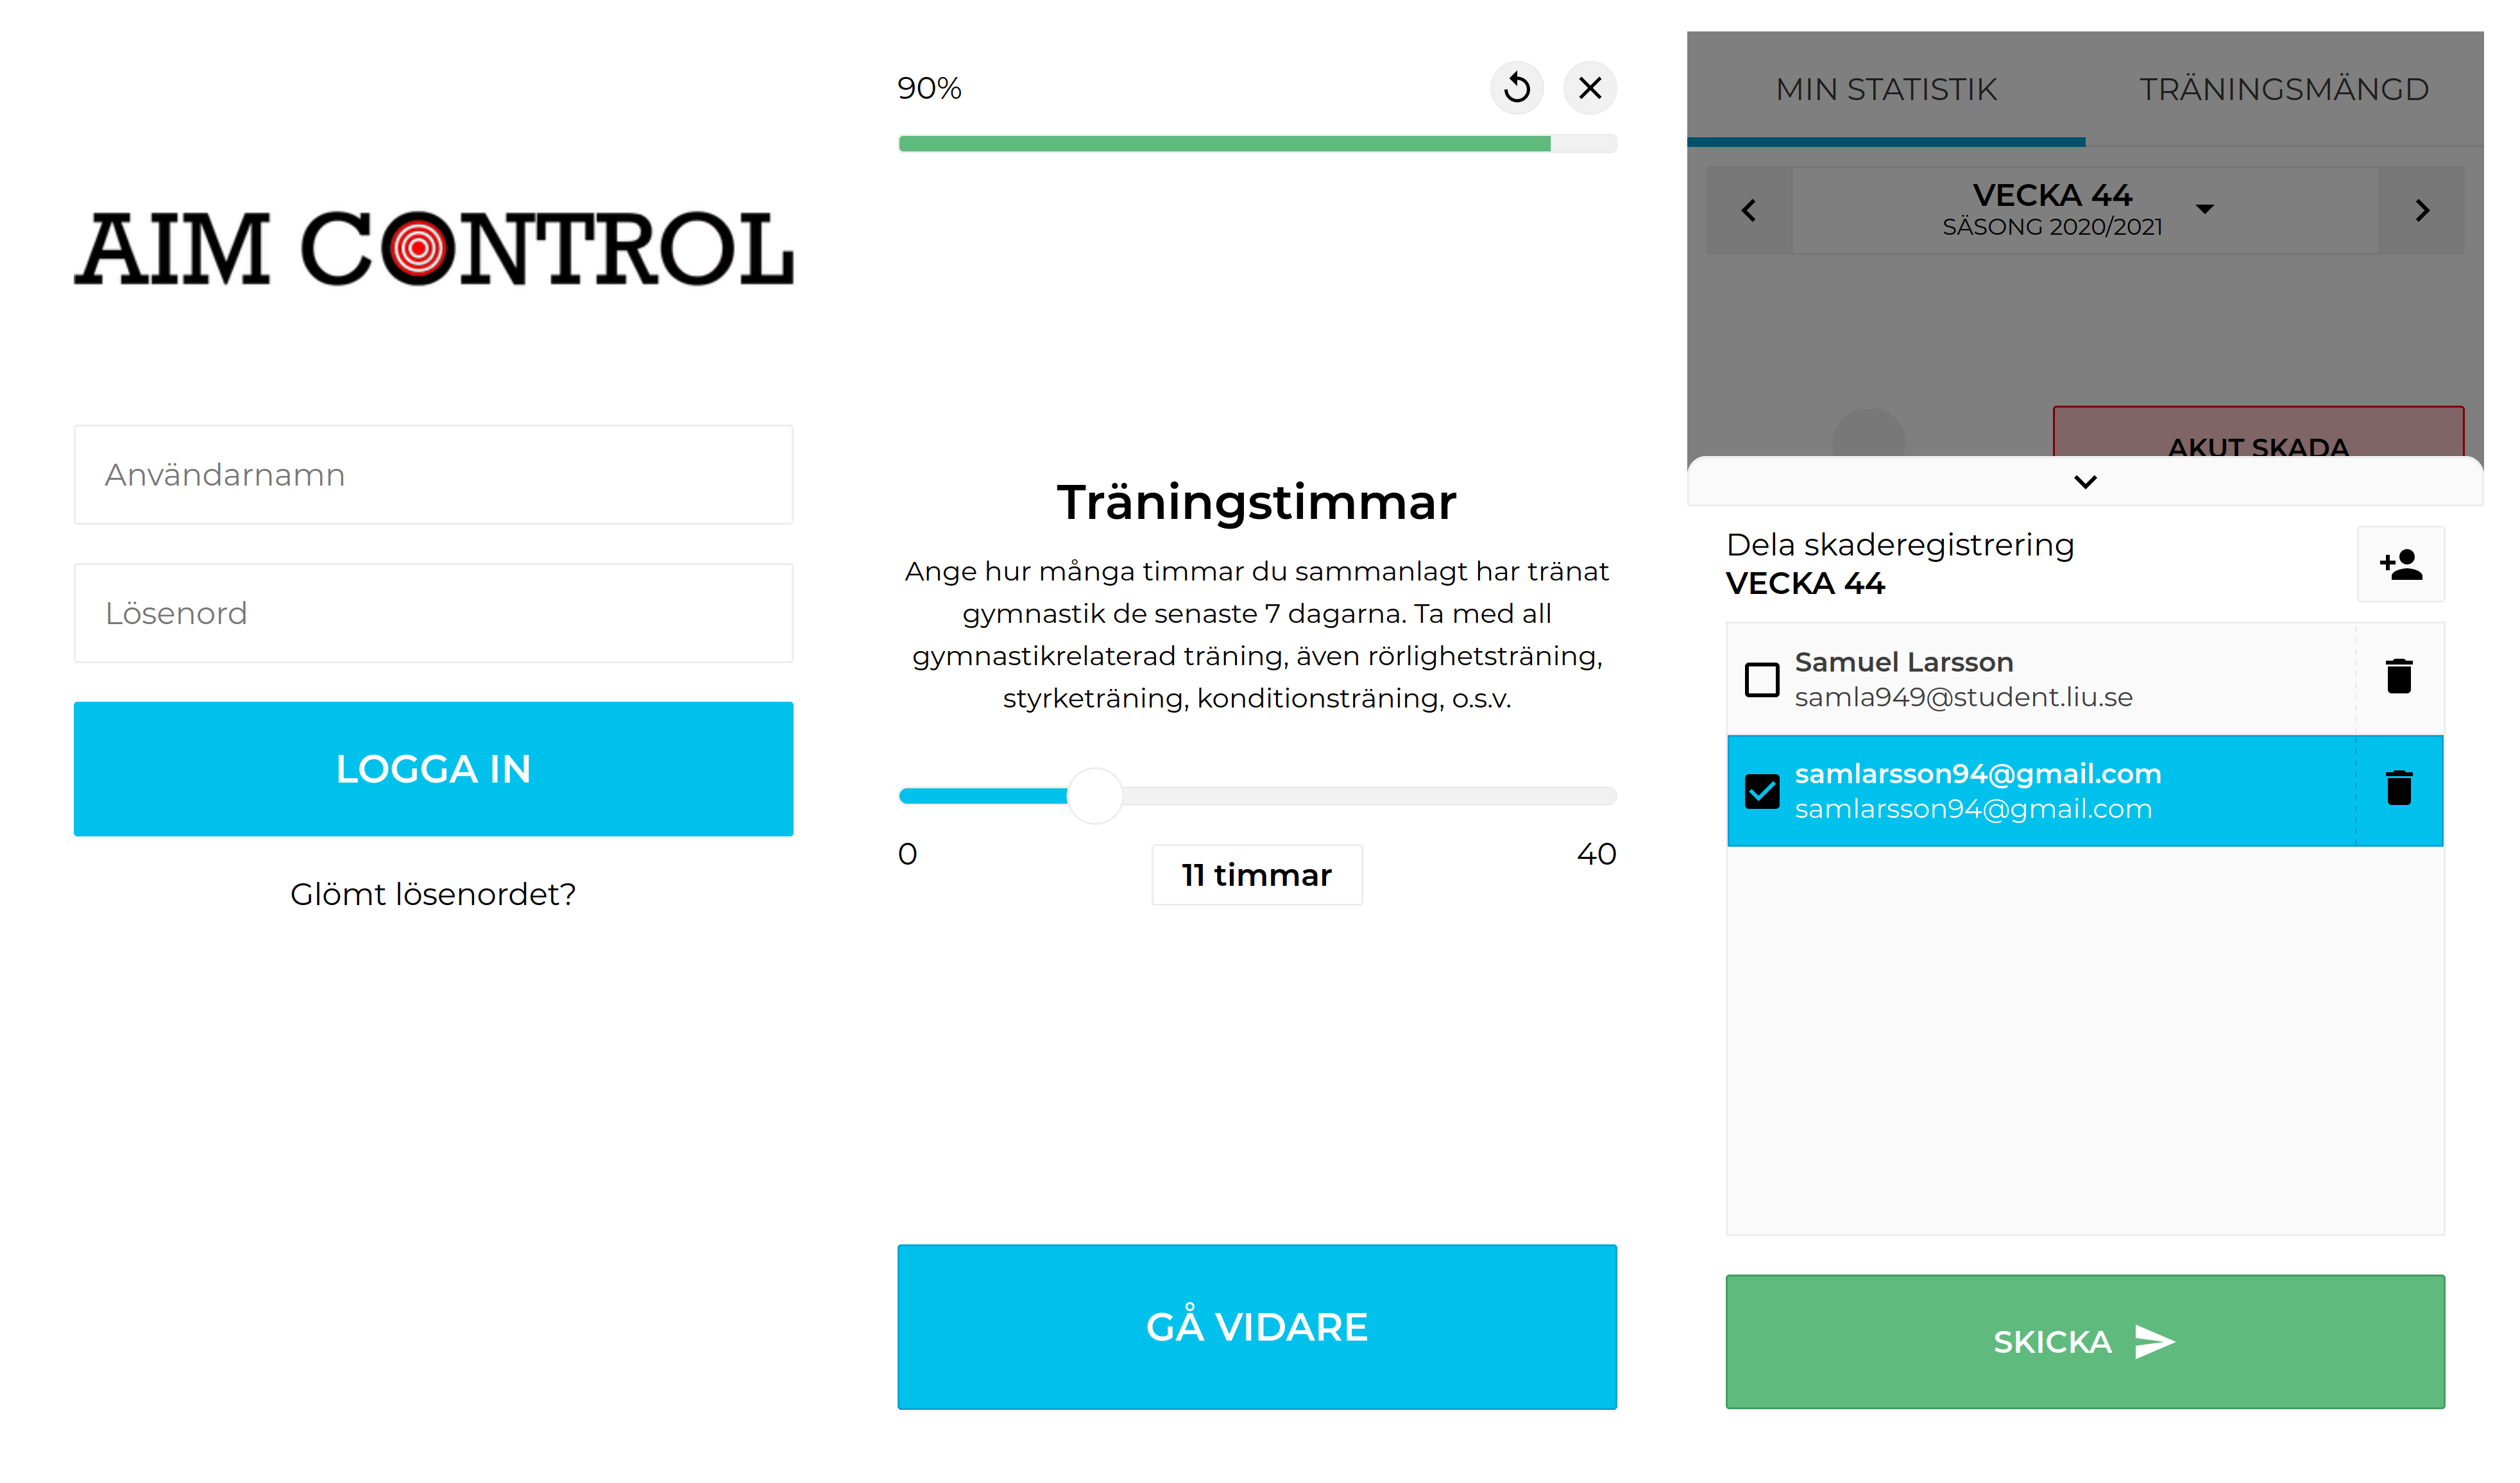 AIM CONTROL
Användarnamn
Lösenord
LOGGA IN
Glömt lösenordet?
90%
Träningstimmar
Ange hur många timmar du sammanlagt har tränat
gymnastik de senaste 7 dagarna. Ta med all
gymnastikrelaterad träning, även rörlighetsträning,
styrketräning, konditionsträning, o.s.v.
0
11 timmar
40
GÅ VIDARE
MIN STATISTIK
TRÄNINGSMÄNGD
VECKA 44
SÄSONG 2020/2021
AKUT SKADA
Dela skaderegistrering
VECKA 44
Samuel Larsson
samla949@student.liu.se
samlarsson94@gmail.com
samlarsson94@gmail.com
SKICKA